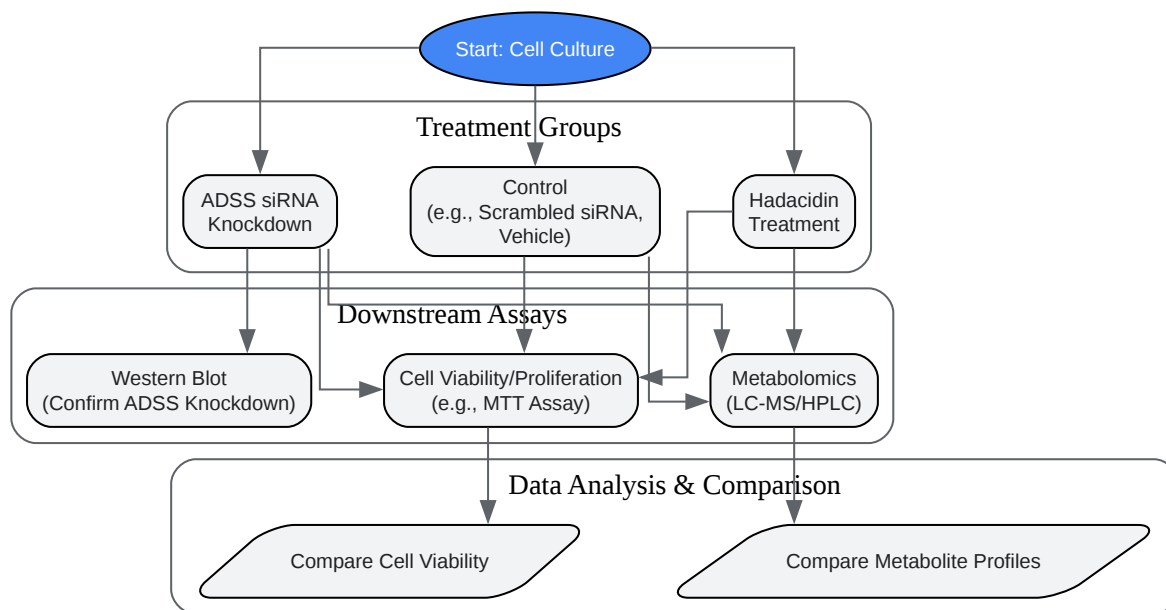 Start: Cell Culture
Treatment Groups
ADSS siRNA
Knockdown
Control
(e.g., Scrambled siRNA,
Vehicle)
Hadacidin
Treatment
Downstream Assays
Western Blot
(Confirm ADSS Knockdown)
Cell Viability/Proliferation
(e.g., MTT Assay)
Metabolomics
(LC-MS/HPLC)
Data Analysis & Comparison
Compare Cell Viability
Compare Metabolite Profiles